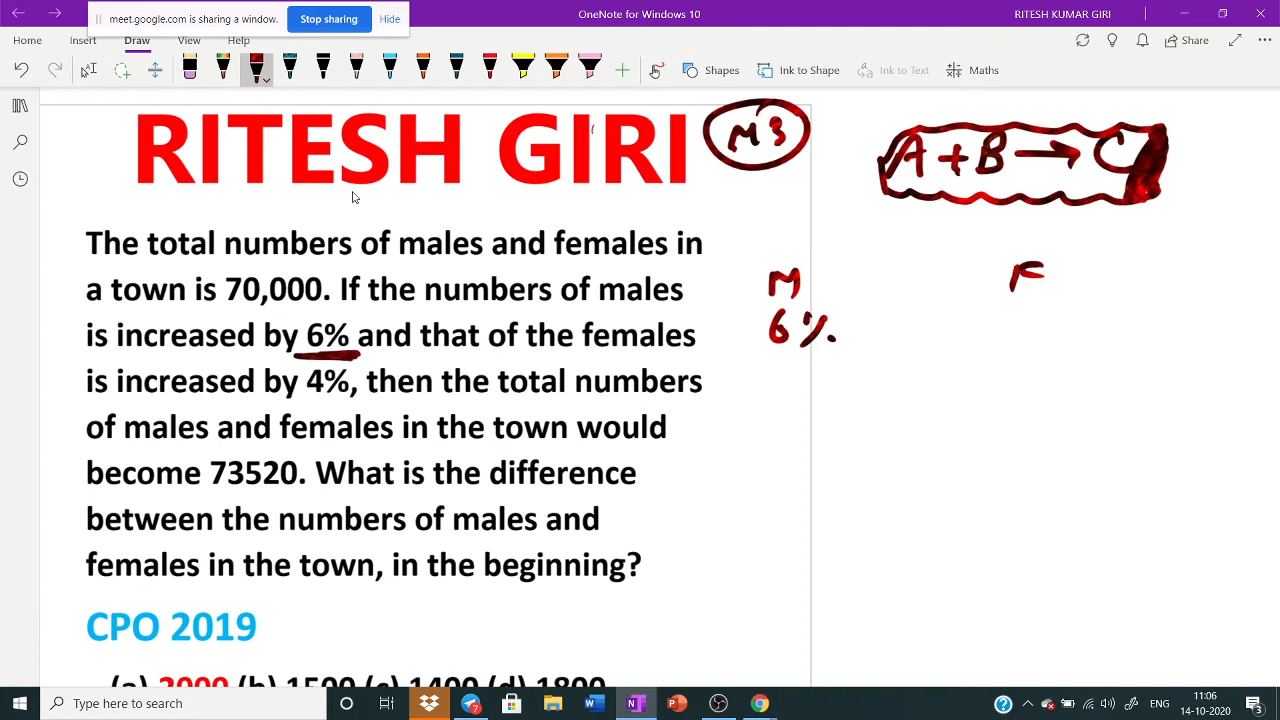 meet.google.com is sharing a window. Stop sharing Hide
OneNote for Windows 10
RITESH KUMAR GIRI
Home Insert Draw View Help
Share
Shapes Ink to Shape Ink to Text Maths
RITESH GIRI
The total numbers of males and females in
a town is 70,000. If the numbers of males
is increased by 6% and that of the females
is increased by 4%, then the total numbers
of males and females in the town would
become 73520. What is the difference
between the numbers of males and
females in the town, in the beginning?
CPO 2019
(a) 2000 (b) 1500 (c) 1400 (d) 1800
A + B → C
M F
6%
Type here to search
ENG
11:06
14-10-2020
3